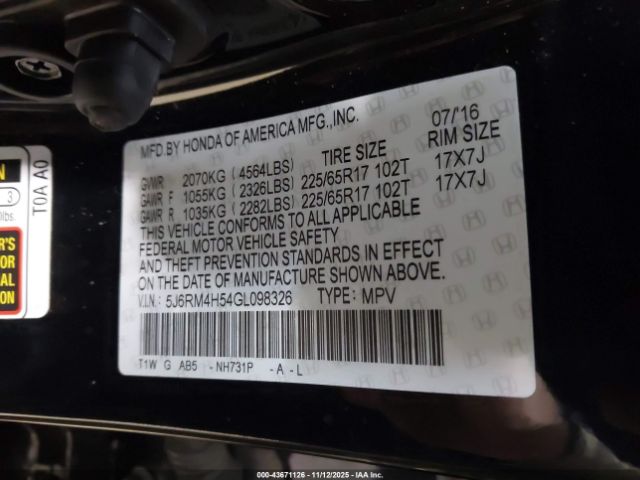 MFD.BY HONDA OF AMERICA MFG.,INC. 07/'16
TIRE SIZE RIM SIZE
GVWR 2070KG ( 4564LBS)
GAWR F 1055KG ( 2326LBS) 225/65R17 102T 17X7J
GAWR R 1035KG ( 2282LBS) 225/65R17 102T 17X7J
THIS VEHICLE CONFORMS TO ALL APPLICABLE
FEDERAL MOTOR VEHICLE SAFETY
AND THEFT PREVENTION STANDARDS IN EFFECT
ON THE DATE OF MANUFACTURE SHOWN ABOVE.
V.I.N.: 5J6RM4H54GL098326 TYPE: MPV
T1W G AB5 -NH731P -A-L
T0A A0
3
lbs.
000-43671126 - 11/12/2025 - IAA Inc.